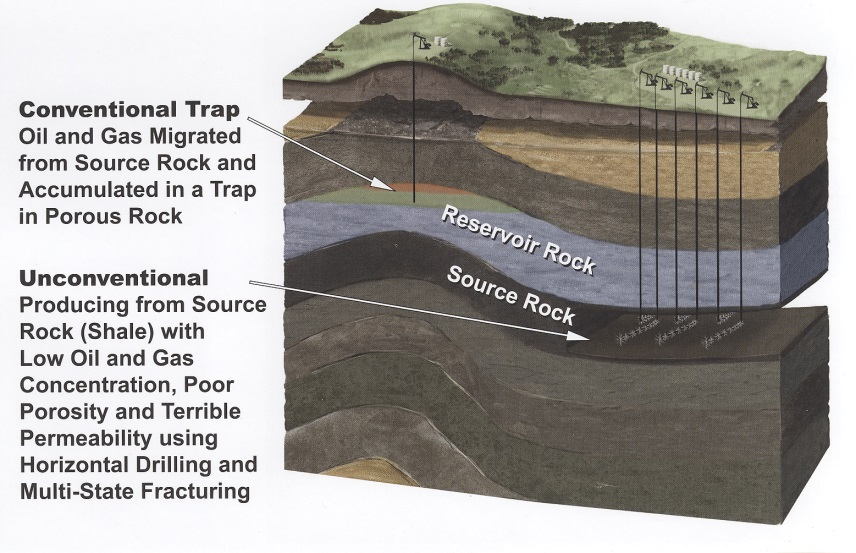 Conventional Trap
Oil and Gas Migrated
from Source Rock and
Accumulated in a Trap
in Porous Rock
Reservoir Rock
Source Rock
Unconventional
Producing from Source
Rock (Shale) with
Low Oil and Gas
Concentration, Poor
Porosity and Terrible
Permeability using
Horizontal Drilling and
Multi-State Fracturing